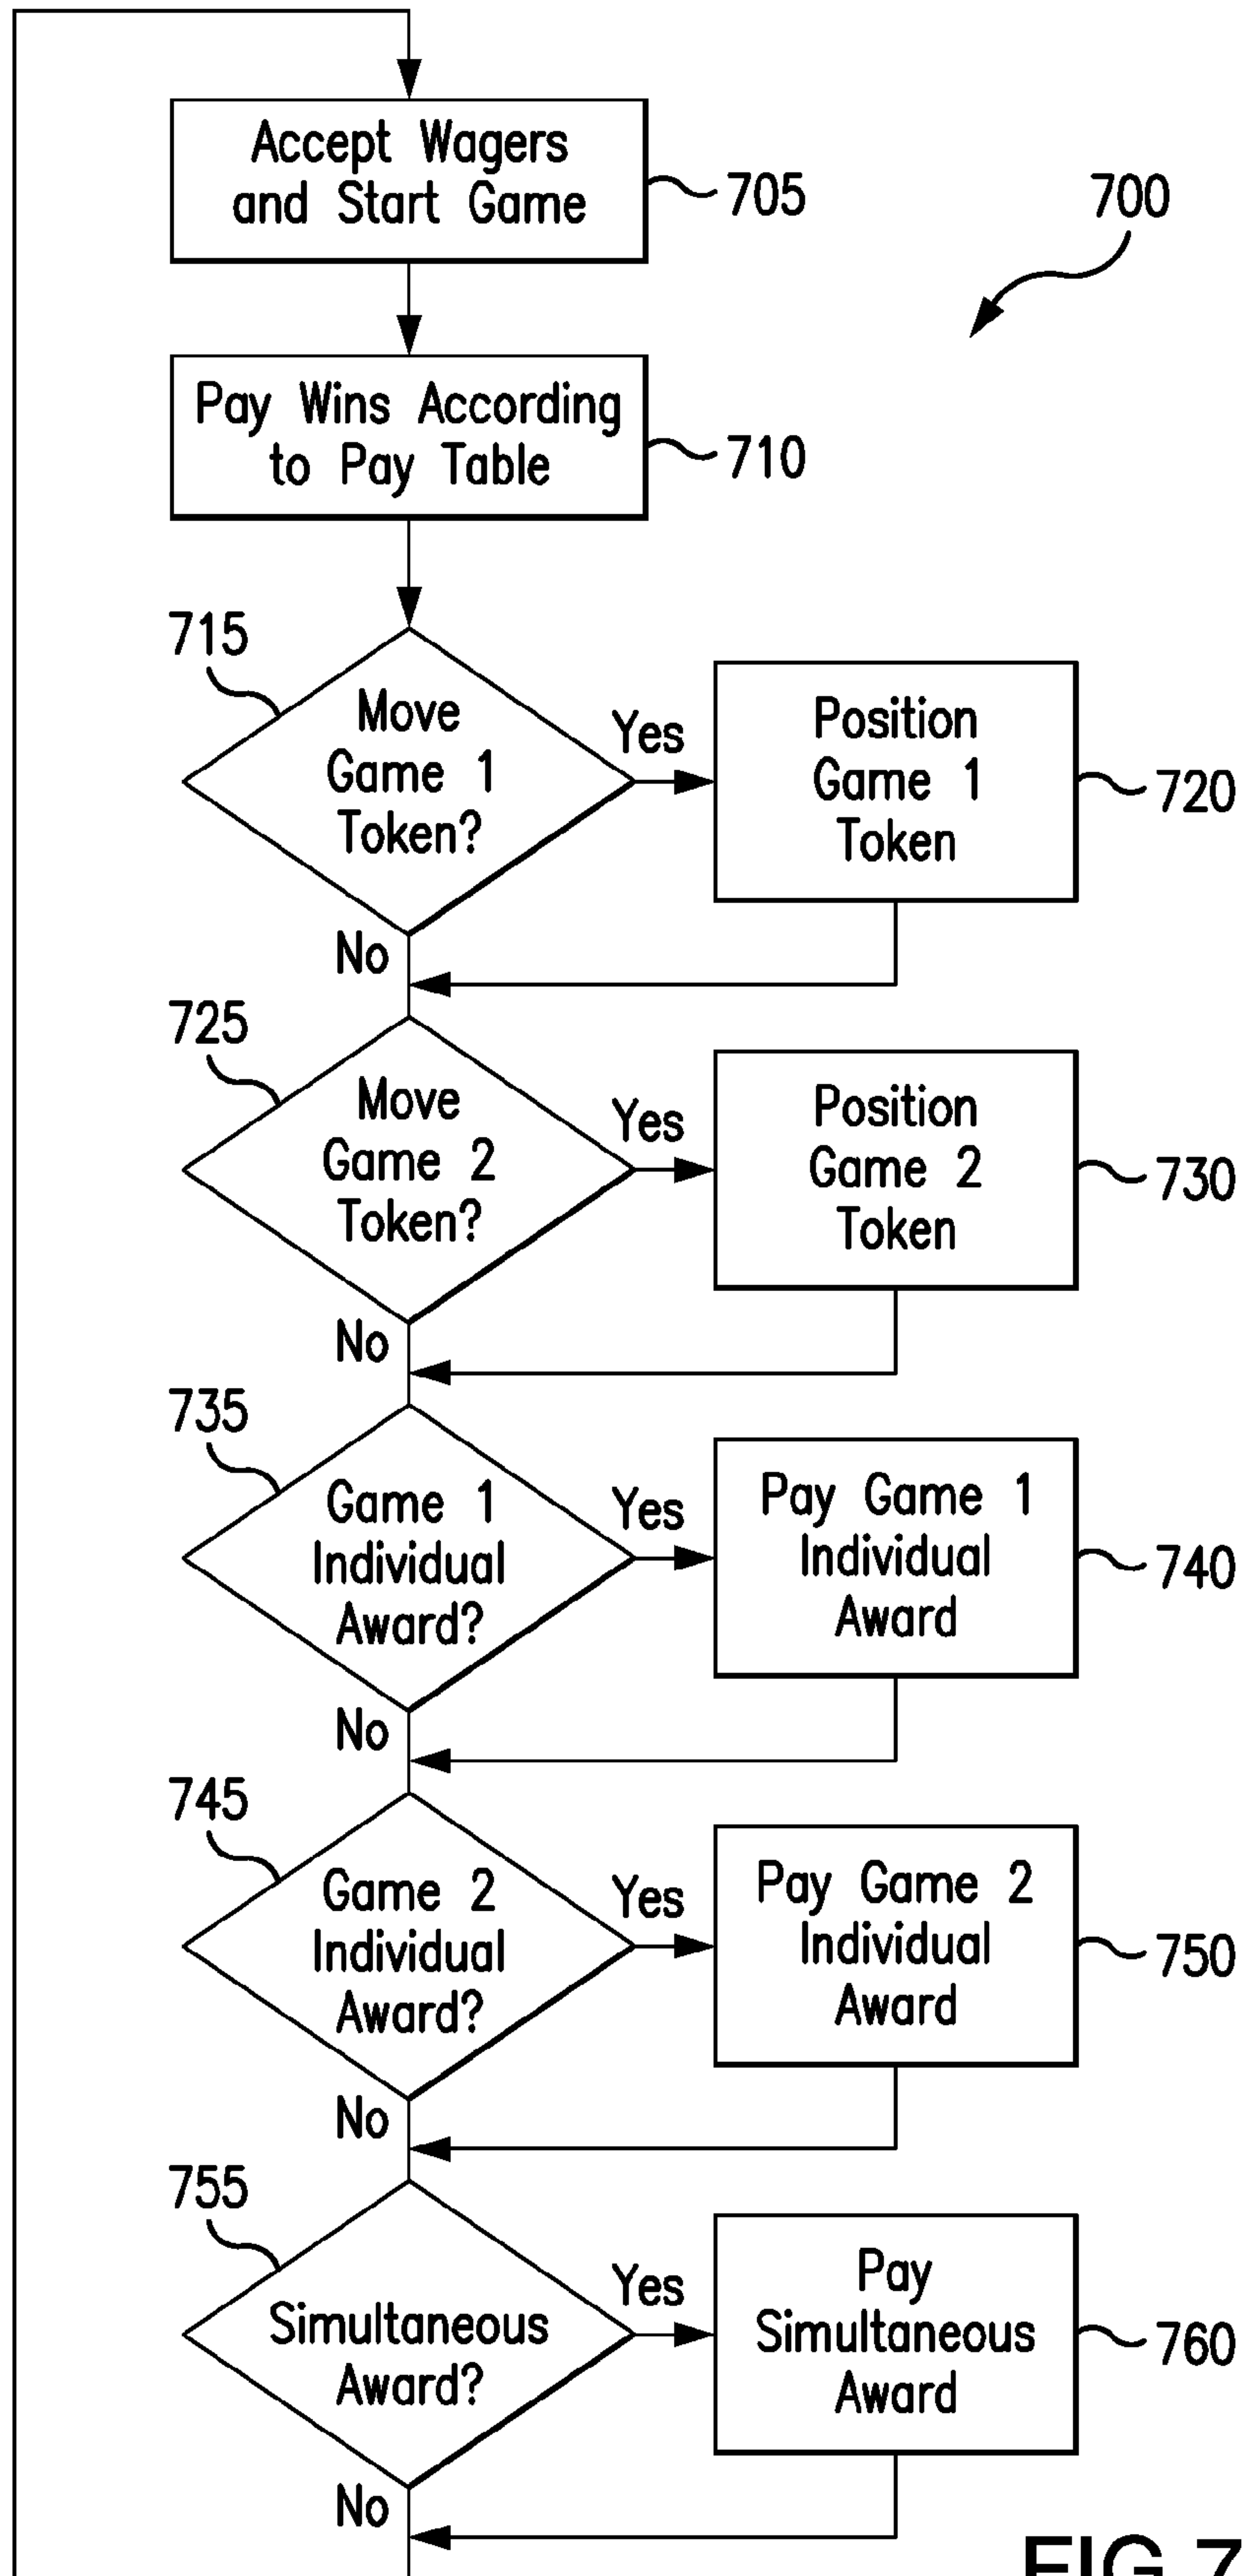 Accept Wagers
and Start Game
705
700
Pay Wins According
to Pay Table
710
715
Move
Game 1
Token?
Yes
Position
Game 1
Token
720
No
725
Move
Game 2
Token?
Yes
Position
Game 2
Token
730
No
735
Game 1
Individual
Award?
Yes
Pay Game 1
Individual
Award
740
No
745
Game 2
Individual
Award?
Yes
Pay Game 2
Individual
Award
750
No
755
Simultaneous
Award?
Yes
Pay
Simultaneous
Award
760
No
FIG 7